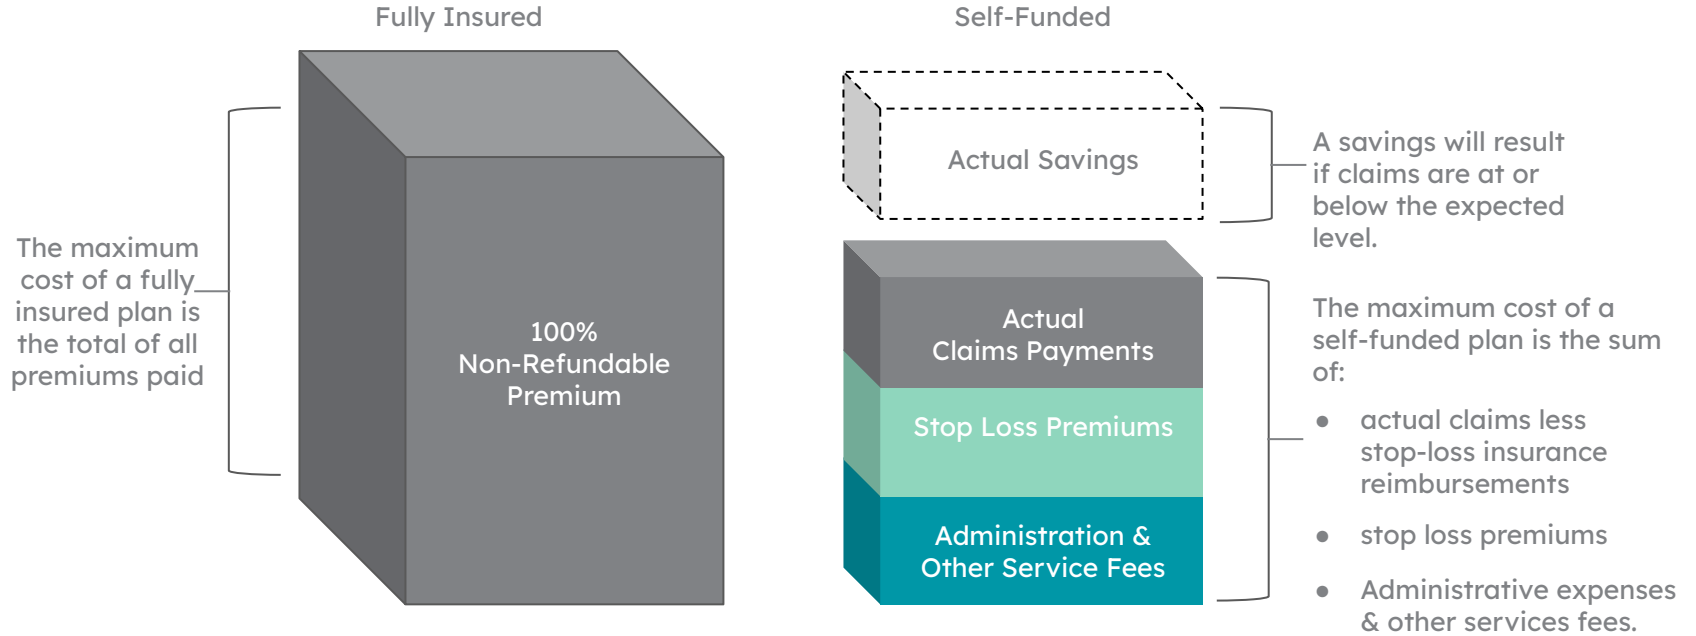 Fully Insured
The maximum
cost of a fully
insured plan is
the total of all
premiums paid
100%
Non-Refundable
Premium
Self-Funded
Actual Savings
Actual
Claims Payments
Stop Loss Premiums
Administration &
Other Service Fees
A savings will result
if claims are at or
below the expected
level.
The maximum cost of a
self-funded plan is the sum
of:
● actual claims less
stop-loss insurance
reimbursements
● stop loss premiums
● Administrative expenses
& other services fees.